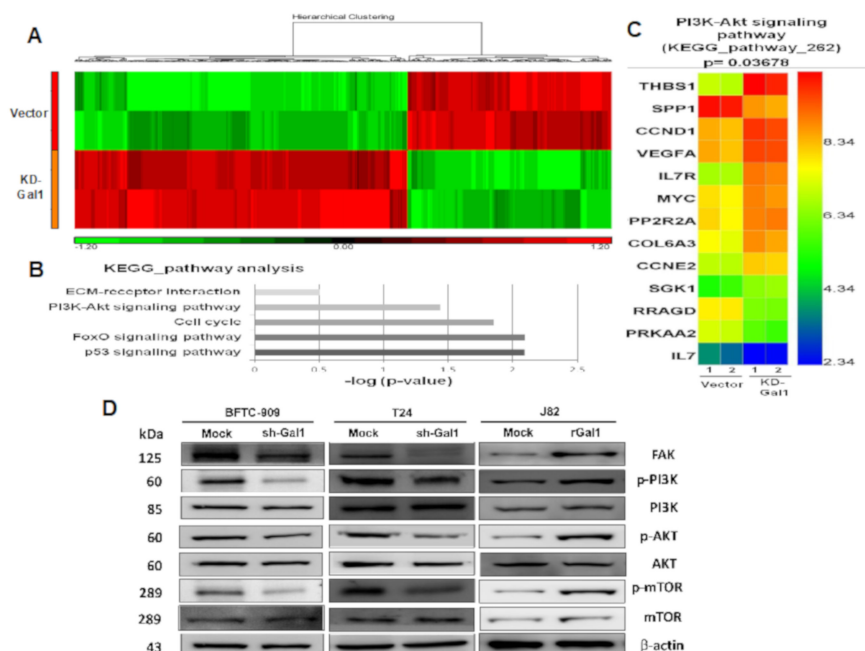 Hierarchical Clustering
A
Vector
KD-
Gal1
-1.20
0.00
1.20
B
KEGG_pathway analysis
ECM-receptor interaction
PI3K-Akt signaling pathway
Cell cycle
FoxO signaling pathway
p53 signaling pathway
0
0.5
1
1.5
2
2.5
-log (p-value)
C
PI3K-Akt signaling
pathway
(KEGG_pathway_262)
p= 0.03678
THBS1
SPP1
CCND1
VEGFA
IL7R
MYC
PP2R2A
COL6A3
CCNE2
SGK1
RRAGD
PRKAA2
IL7
8.34
6.34
4.34
2.34
1 2 1 2
Vector KD-
Gal1
D
BFTC-909 T24 J82
kDa Mock sh-Gal1 Mock sh-Gal1 Mock rGal1
125 FAK
60 p-PI3K
85 PI3K
60 p-AKT
60 AKT
289 p-mTOR
289 mTOR
43 β-actin